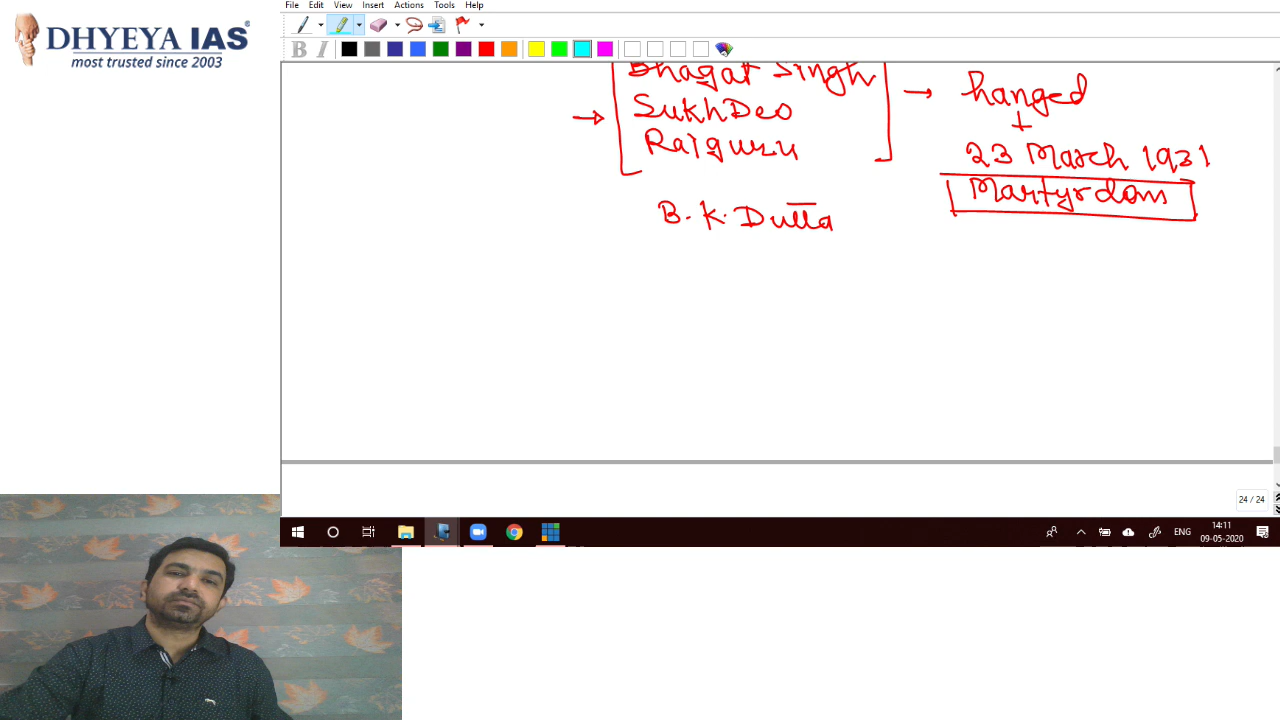 File Edit View Insert Actions Tools Help
DHYEYA IAS®
most trusted since 2003
B I
Bhagat Singh
SukhDeo
Rajguru
→ hanged
+
23 March 1931
Martyrdom
B. K. Dutta
24 / 24
ENG
14:11
09-05-2020